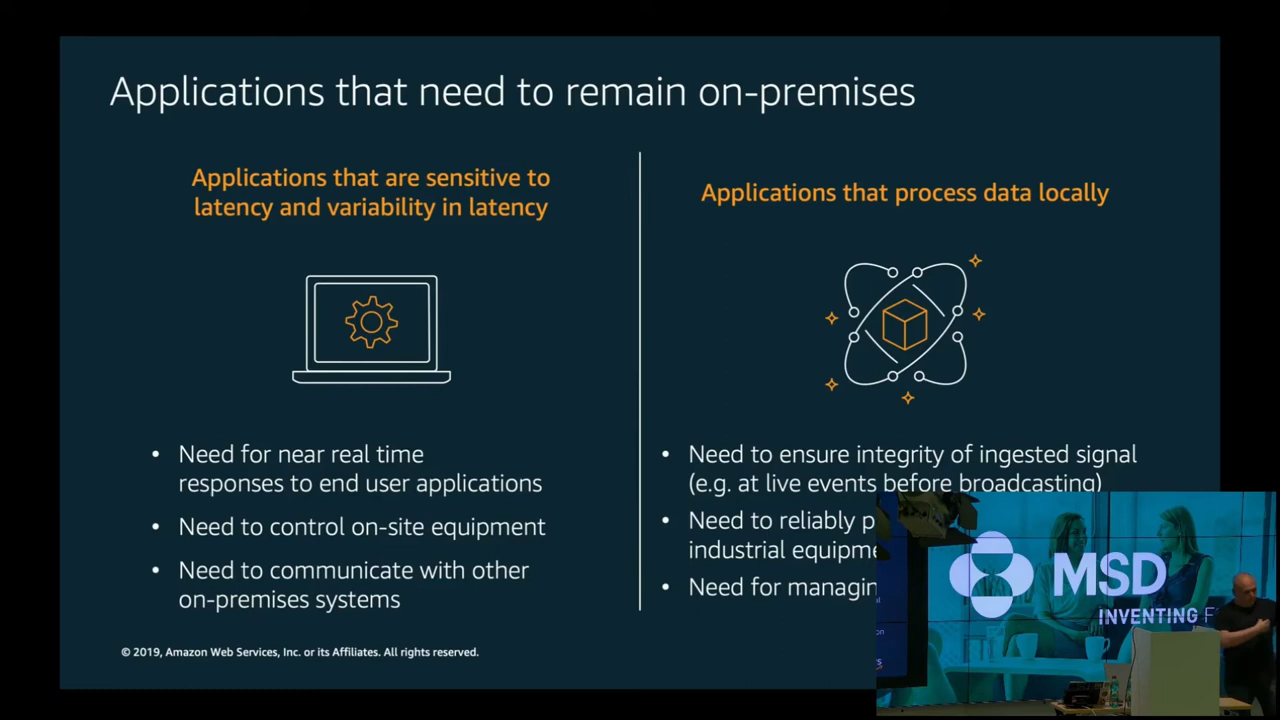 Applications that need to remain on-premises
Applications that are sensitive to
latency and variability in latency
• Need for near real time
responses to end user applications
• Need to control on-site equipment
• Need to communicate with other
on-premises systems
Applications that process data locally
• Need to ensure integrity of ingested signal
(e.g. at live events before broadcasting)
• Need to reliably
industrial
• Need for
© 2019, Amazon Web Services, Inc. or its Affiliates. All rights reserved.
MSD
INVENTING